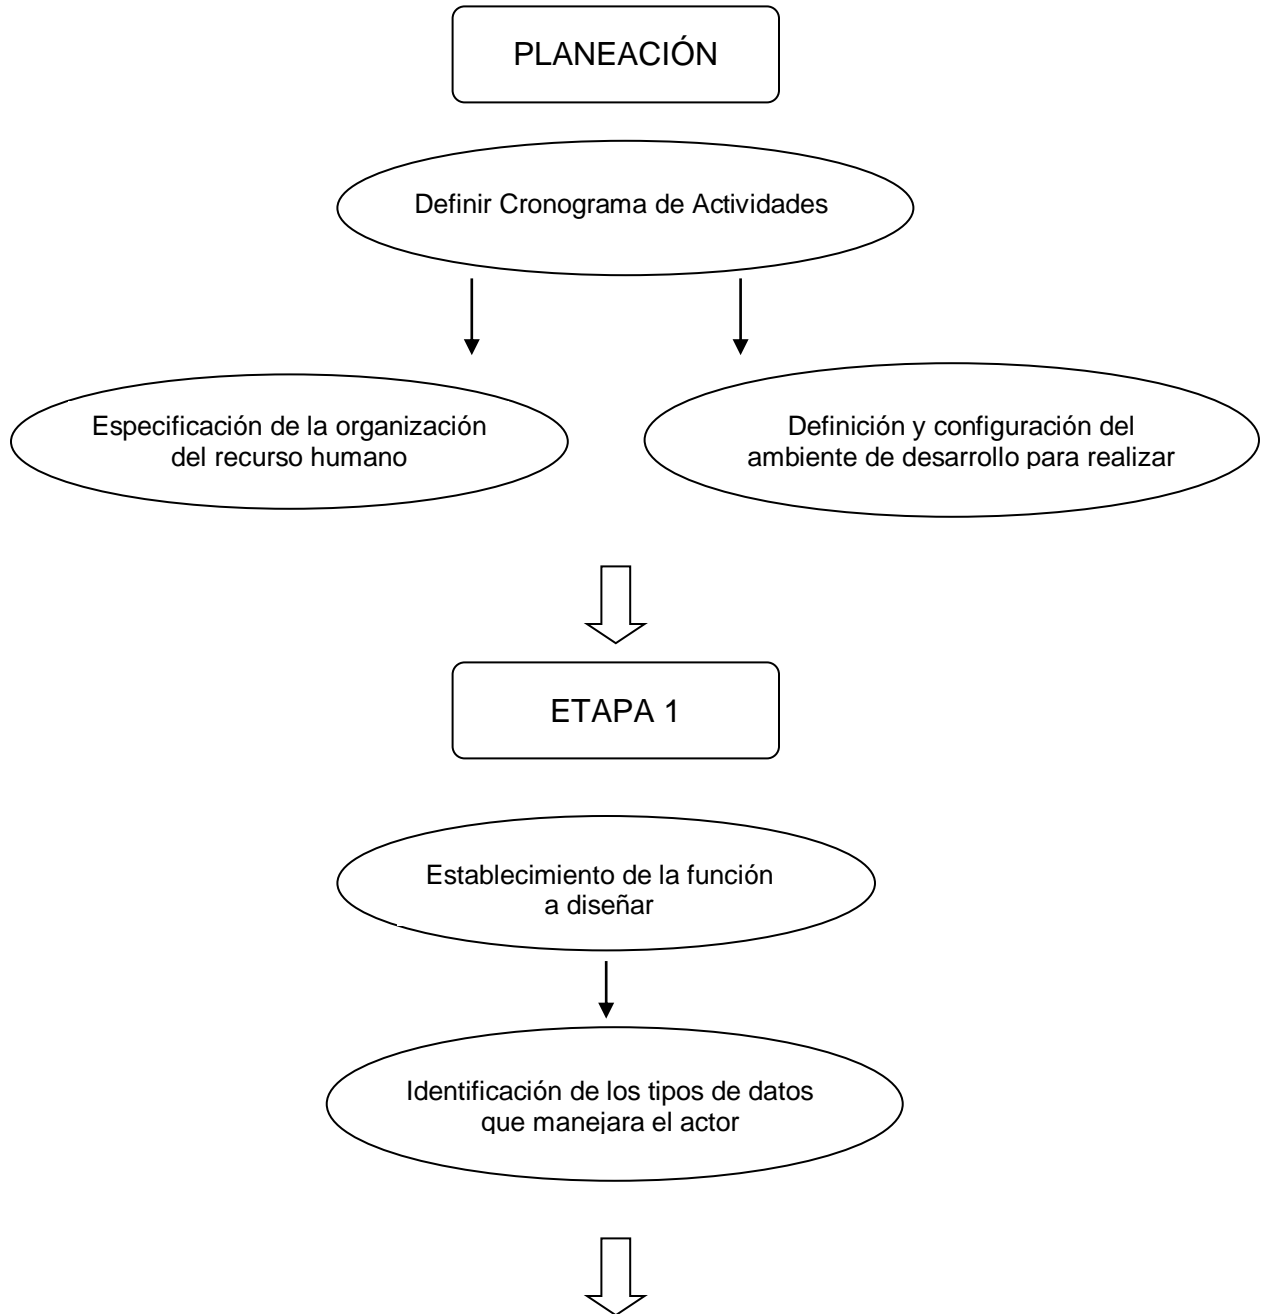 PLANEACIÓN
Definir Cronograma de Actividades
Especificación de la organización
del recurso humano
Definición y configuración del
ambiente de desarrollo para realizar
ETAPA 1
Establecimiento de la función
a diseñar
Identificación de los tipos de datos
que manejara el actor